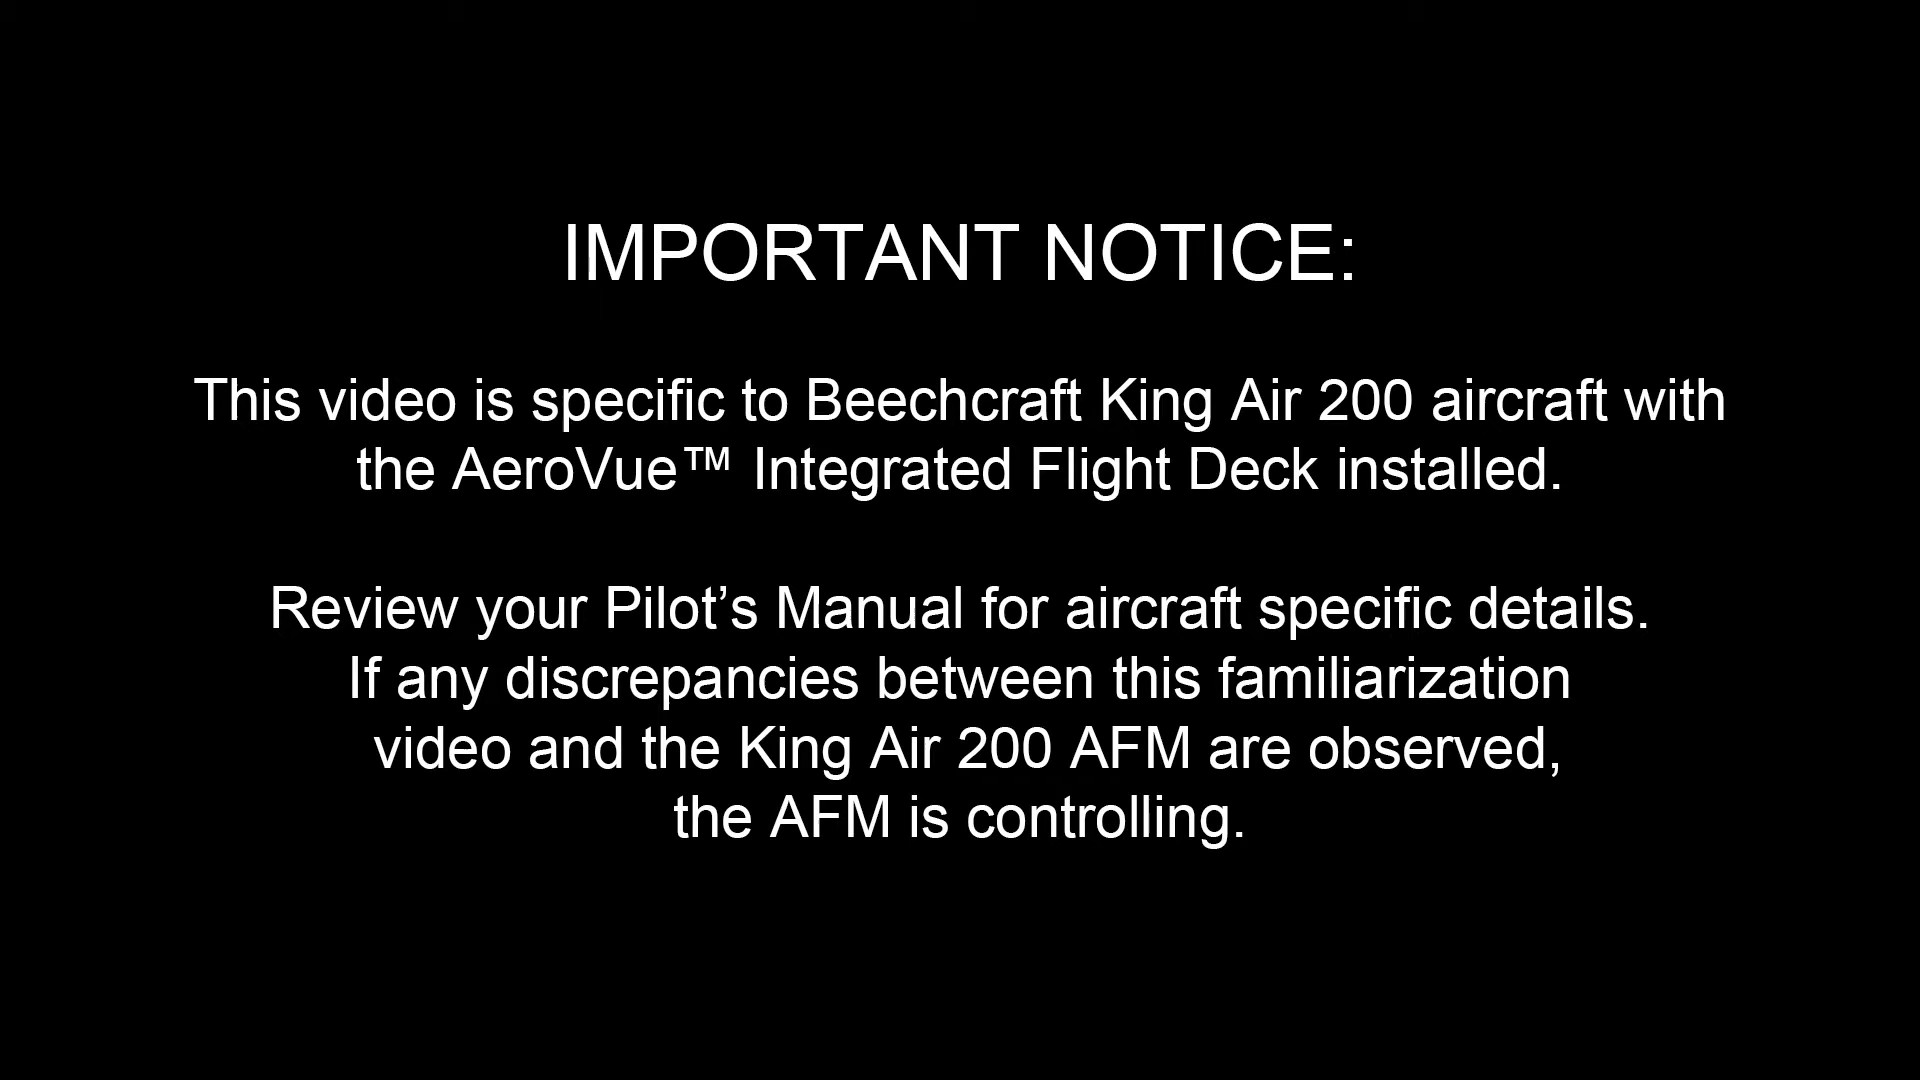 IMPORTANT NOTICE:
This video is specific to Beechcraft King Air 200 aircraft with
the AeroVue™ Integrated Flight Deck installed.
Review your Pilot’s Manual for aircraft specific details.
If any discrepancies between this familiarization
video and the King Air 200 AFM are observed,
the AFM is controlling.